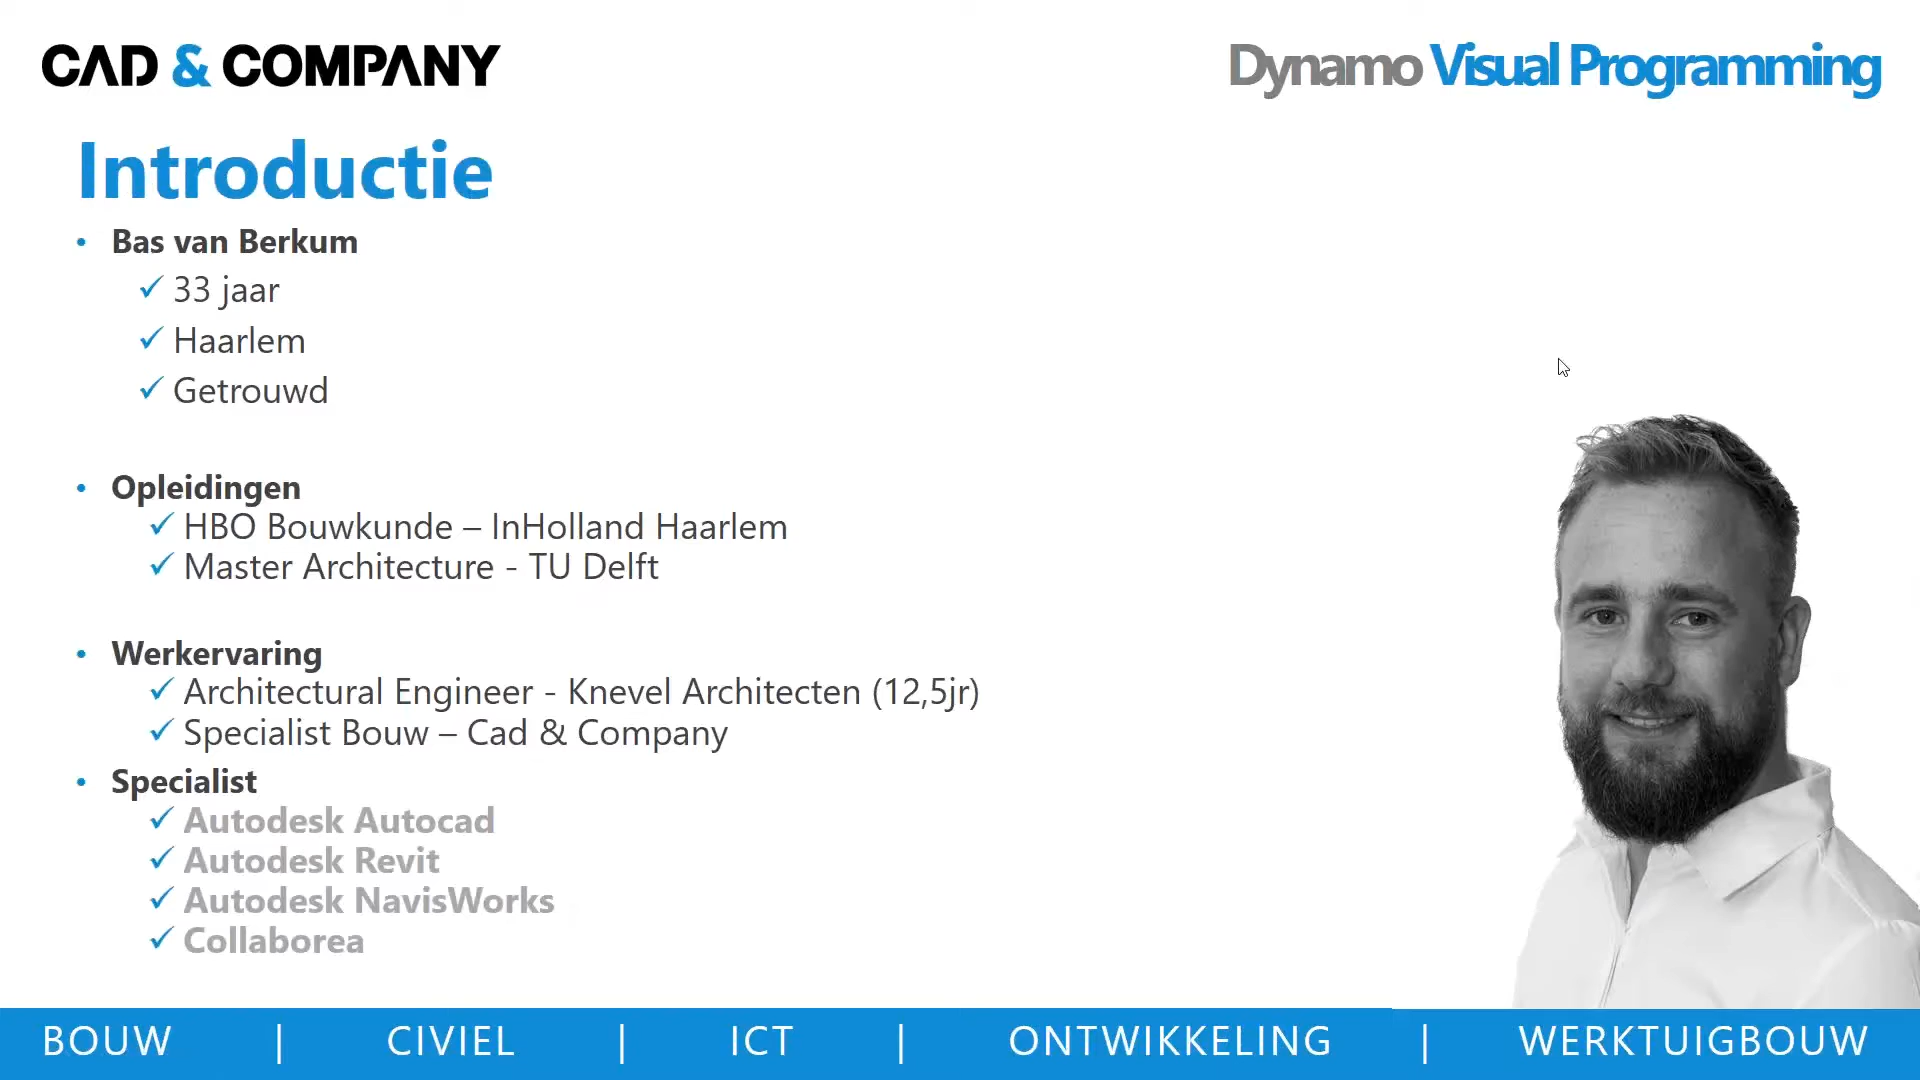 CAD & COMPANY
Dynamo Visual Programming
Introductie
• Bas van Berkum
✓ 33 jaar
✓ Haarlem
✓ Getrouwd
• Opleidingen
✓ HBO Bouwkunde – InHolland Haarlem
✓ Master Architecture - TU Delft
• Werkervaring
✓ Architectural Engineer - Knevel Architecten (12,5jr)
✓ Specialist Bouw – Cad & Company
• Specialist
✓ Autodesk Autocad
✓ Autodesk Revit
✓ Autodesk NavisWorks
✓ Collaborea
BOUW | CIVIEL | ICT | ONTWIKKELING | WERKTUIGBOUW